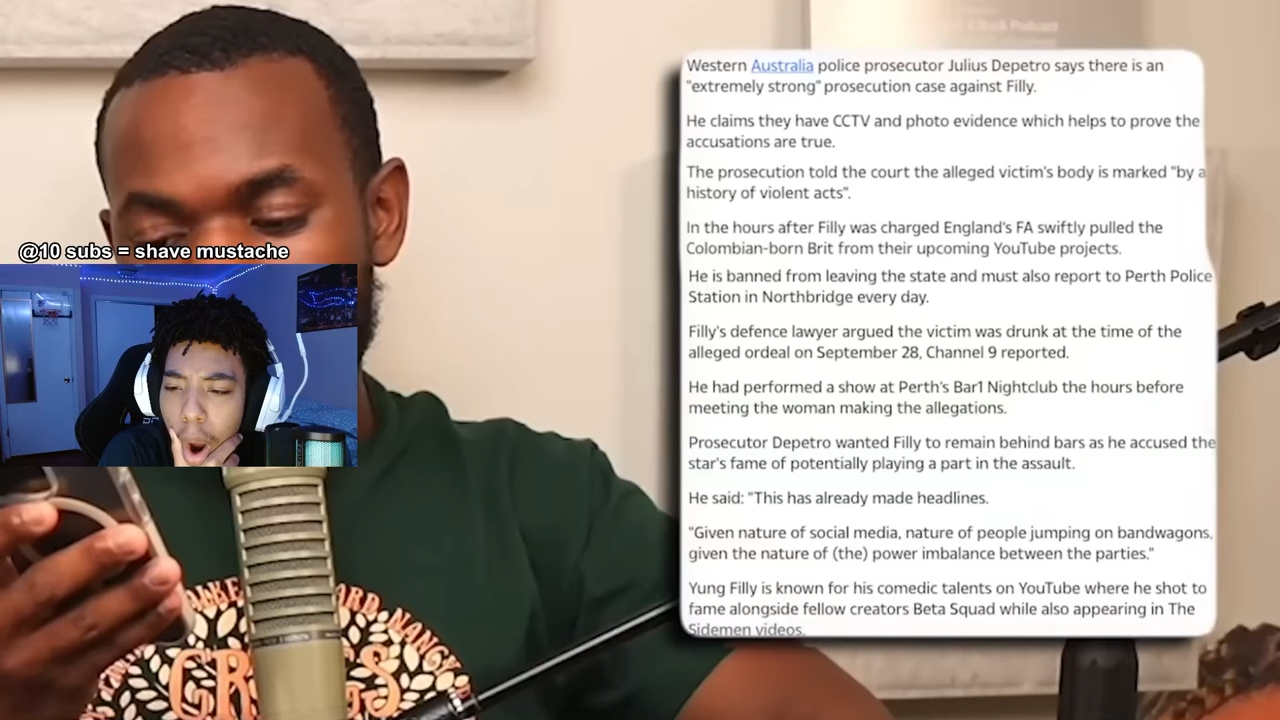 Western Australia police prosecutor Julius Depetro says there is an
"extremely strong" prosecution case against Filly.
He claims they have CCTV and photo evidence which helps to prove the
accusations are true.
The prosecution told the court the alleged victim's body is marked "by a
history of violent acts".
In the hours after Filly was charged England's FA swiftly pulled the
Colombian-born Brit from their upcoming YouTube projects.
He is banned from leaving the state and must also report to Perth Police
Station in Northbridge every day.
Filly's defence lawyer argued the victim was drunk at the time of the
alleged ordeal on September 28, Channel 9 reported.
He had performed a show at Perth's Bar1 Nightclub the hours before
meeting the woman making the allegations.
Prosecutor Depetro wanted Filly to remain behind bars as he accused the
star's fame of potentially playing a part in the assault.
He said: "This has already made headlines.
"Given nature of social media, nature of people jumping on bandwagons,
given the nature of (the) power imbalance between the parties."
Yung Filly is known for his comedic talents on YouTube where he shot to
fame alongside fellow creators Beta Squad while also appearing in The
Sidemen videos.
@10 subs = shave mustache